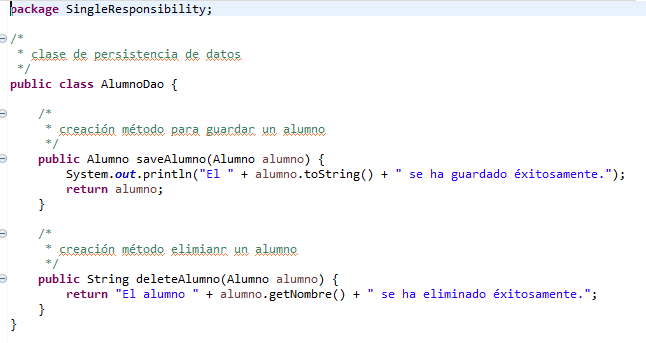 package SingleResponsibility;
/*
 * clase de persistencia de datos
 */
public class AlumnoDao {
    /*
     * creación método para guardar un alumno
     */
    public Alumno saveAlumno(Alumno alumno) {
        System.out.println("El " + alumno.toString() + " se ha guardado éxitosamente.");
        return alumno;
    }
    /*
     * creación método elimianr un alumno
     */
    public String deleteAlumno(Alumno alumno) {
        return "El alumno " + alumno.getNombre() + " se ha eliminado éxitosamente.";
    }
}